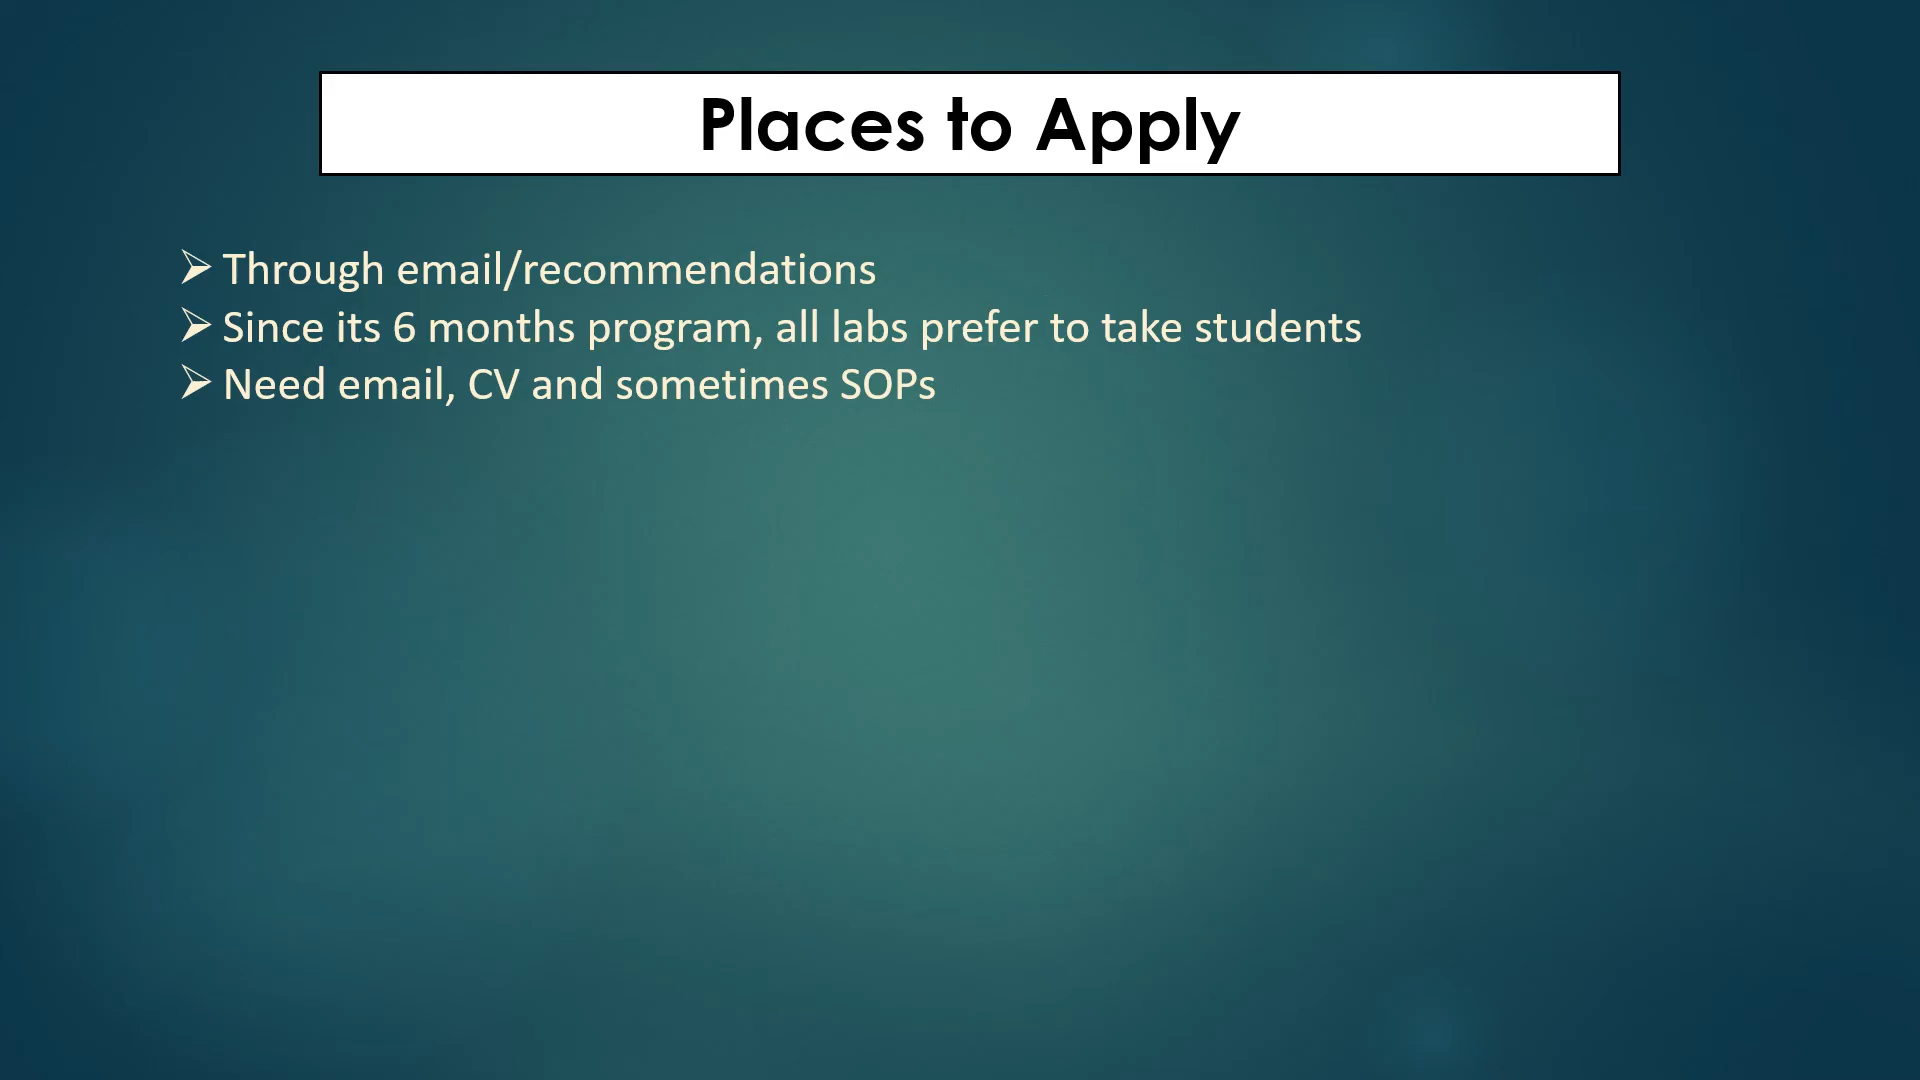 Places to Apply
➢ Through email/recommendations
➢ Since its 6 months program, all labs prefer to take students
➢ Need email, CV and sometimes SOPs